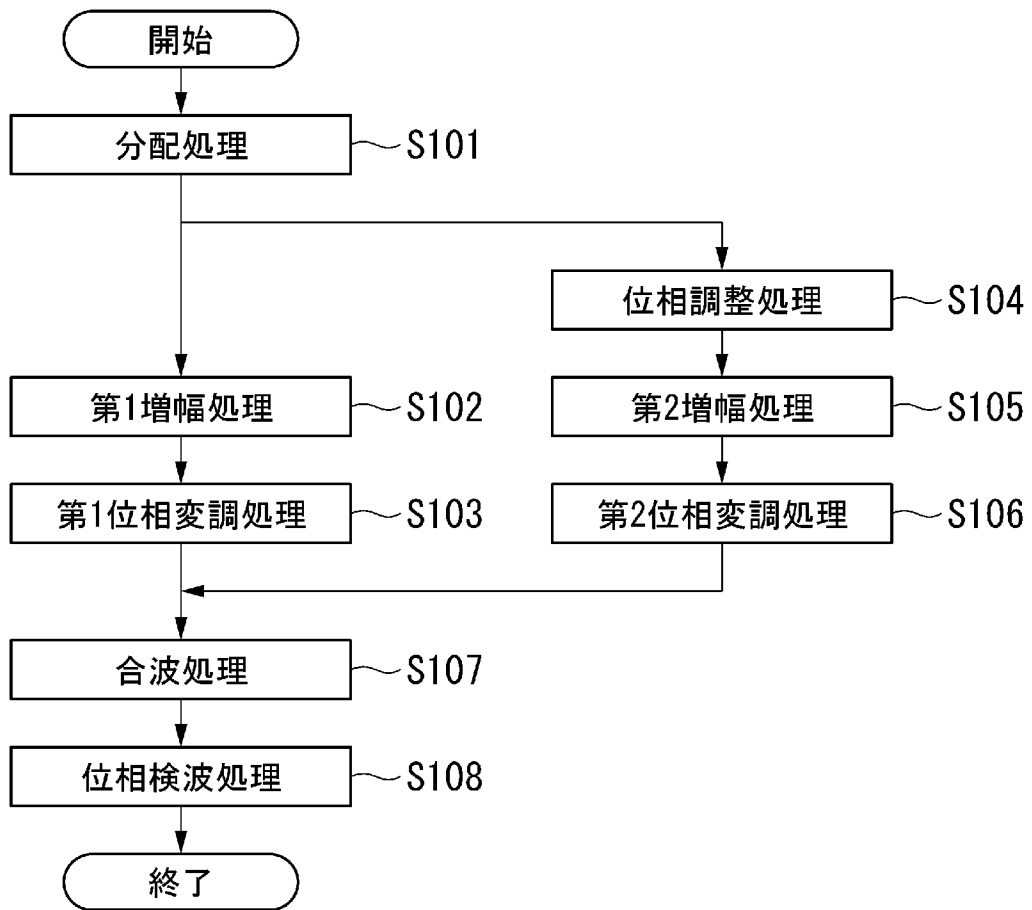 開始
分配処理
S101
位相調整処理
S104
第1増幅処理
S102
第2増幅処理
S105
第1位相変調処理
S103
第2位相変調処理
S106
合波処理
S107
位相検波処理
S108
終了